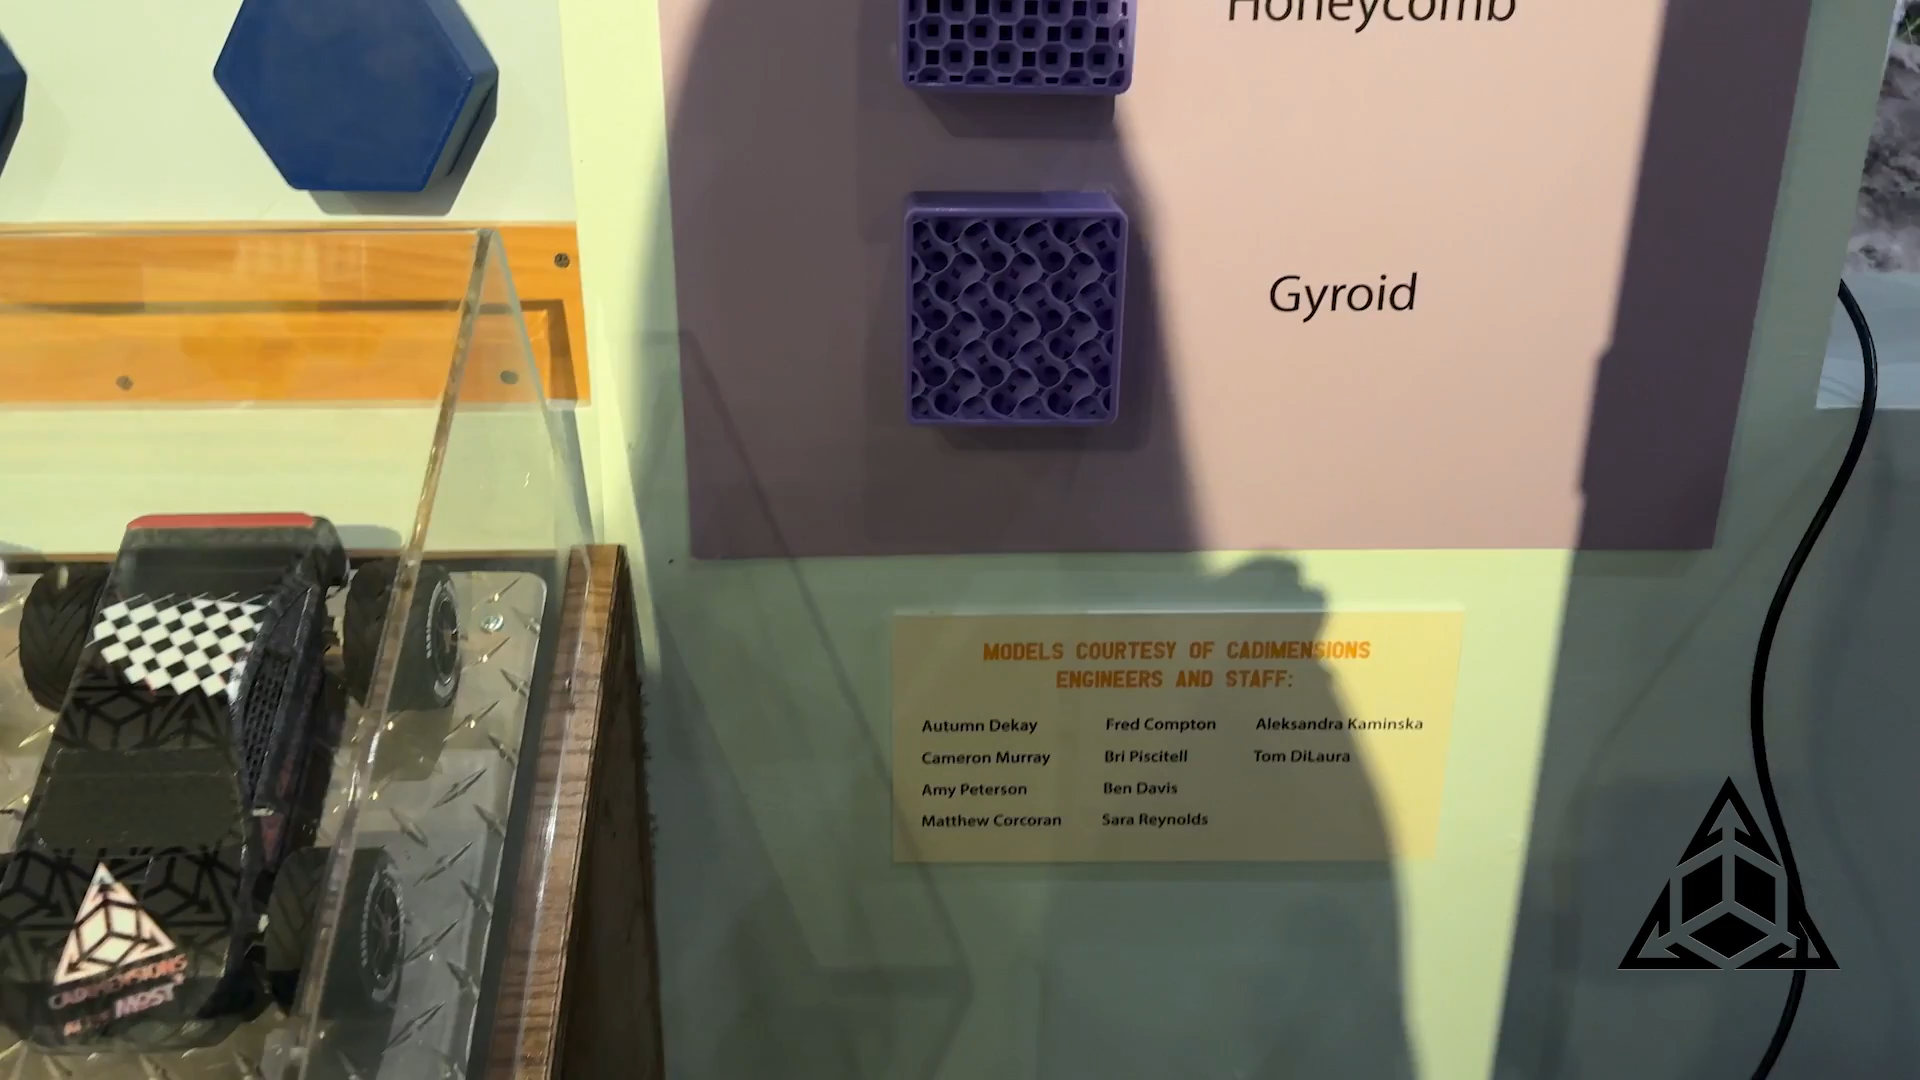 Honeycomb
Gyroid
MODELS COURTESY OF CADIMENSIONS
ENGINEERS AND STAFF:
Autumn Dekay Fred Compton Aleksandra Kaminska
Cameron Murray Bri Piscitell Tom DiLaura
Amy Peterson Ben Davis
Matthew Corcoran Sara Reynolds
CADIMENSIONS
MOST